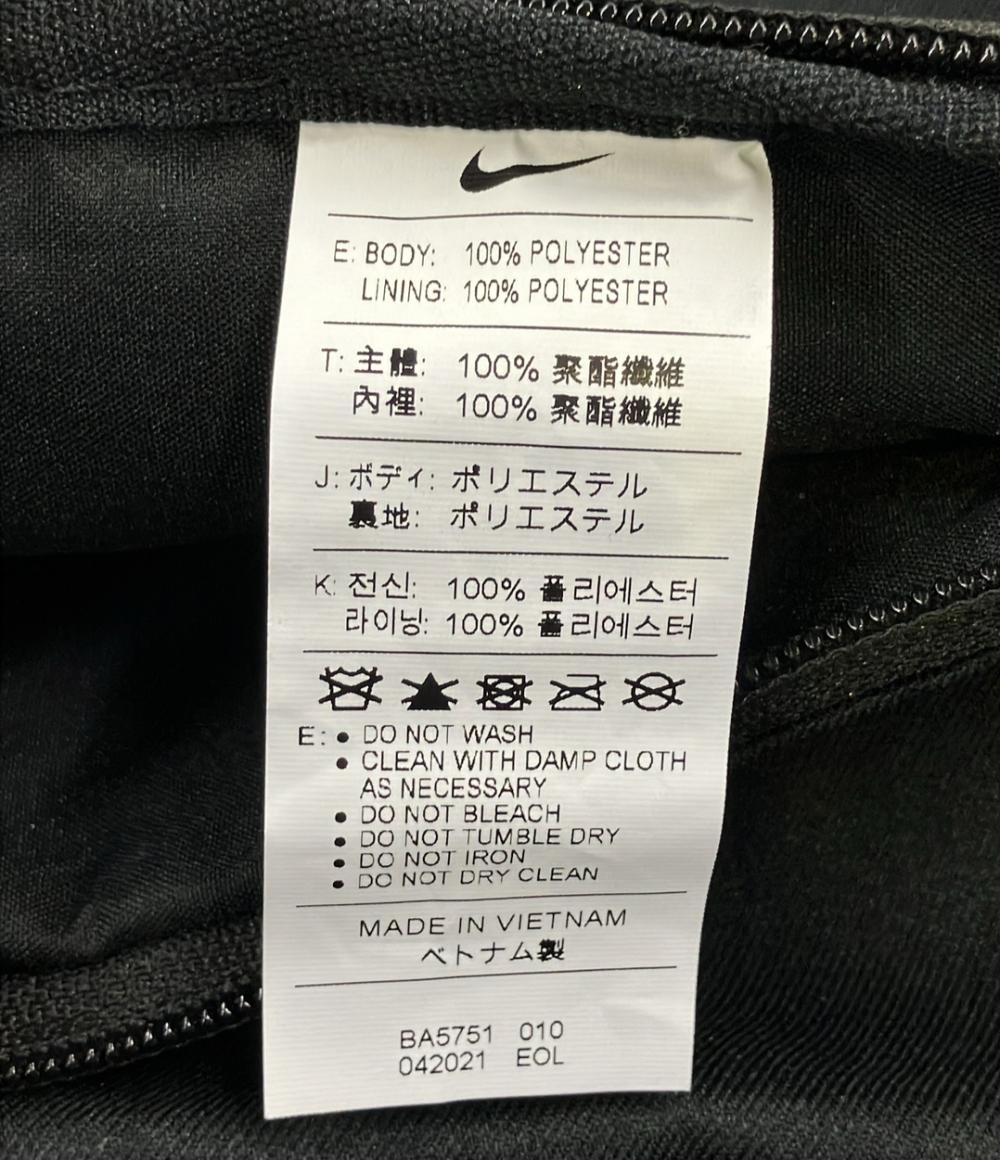 E: BODY: 100% POLYESTER
LINING: 100% POLYESTER
T: 主體: 100% 聚酯纖維
內裡: 100% 聚酯纖維
J: ボディ: ポリエステル
裏地: ポリエステル
K: 전신: 100% 폴리에스터
라이닝: 100% 폴리에스터
E: • DO NOT WASH
• CLEAN WITH DAMP CLOTH
AS NECESSARY
• DO NOT BLEACH
• DO NOT TUMBLE DRY
• DO NOT IRON
• DO NOT DRY CLEAN
MADE IN VIETNAM
ベトナム製
BA5751 010
042021 EOL